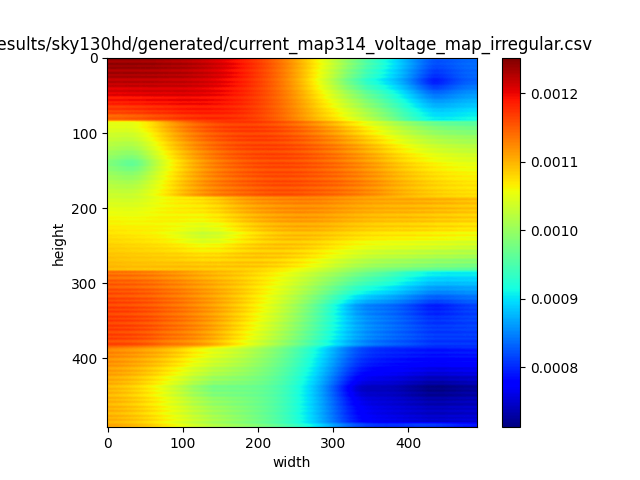 esults/sky130hd/generated/current_map314_voltage_map_irregular.csv
0
100
200
300
400
height
0 100 200 300 400
width
0.0012
0.0011
0.0010
0.0009
0.0008